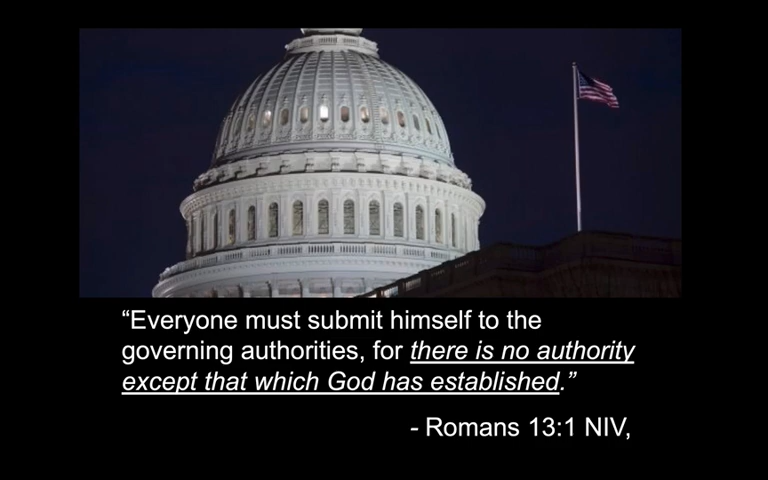 “Everyone must submit himself to the
governing authorities, for there is no authority
except that which God has established.”
- Romans 13:1 NIV,